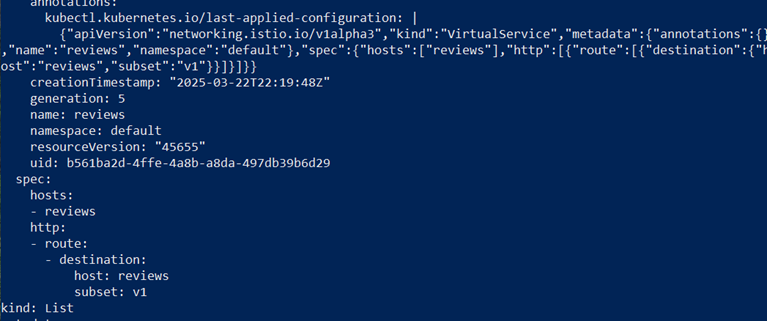 annotations:
kubectl.kubernetes.io/last-applied-configuration: |
{"apiVersion":"networking.istio.io/v1alpha3","kind":"VirtualService","metadata":{"annotations":{}
,"name":"reviews","namespace":"default"},"spec":{"hosts":["reviews"],"http":[{"route":[{"destination":{"h
ost":"reviews","subset":"v1"}}]}]}}
creationTimestamp: "2025-03-22T22:19:48Z"
generation: 5
name: reviews
namespace: default
resourceVersion: "45655"
uid: b561ba2d-4ffe-4a8b-a8da-497db39b6d29
spec:
hosts:
- reviews
http:
- route:
- destination:
host: reviews
subset: v1
kind: List